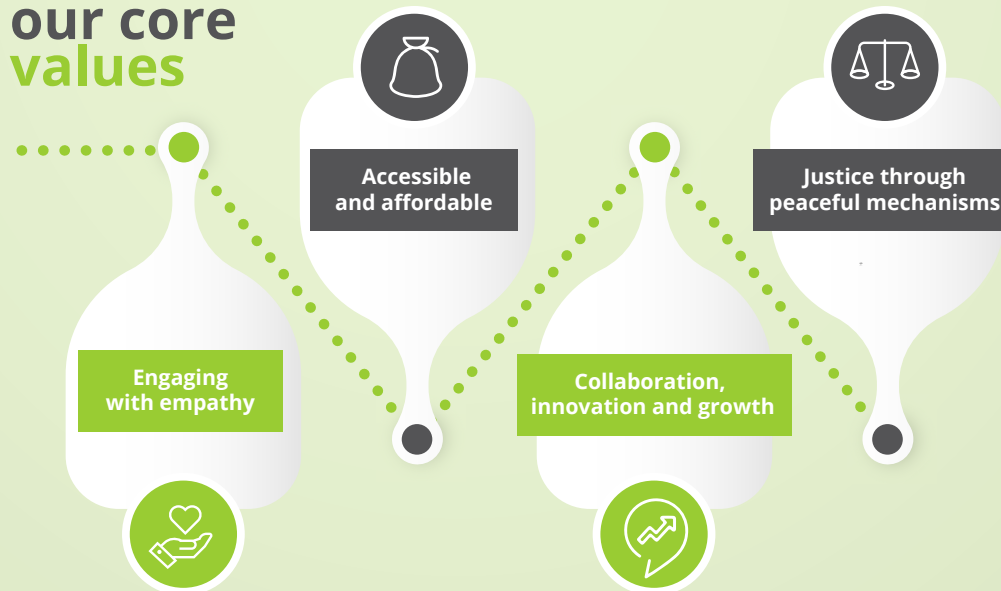 our core
values
Engaging
with empathy
Accessible
and affordable
Collaboration,
innovation and growth
Justice through
peaceful mechanisms